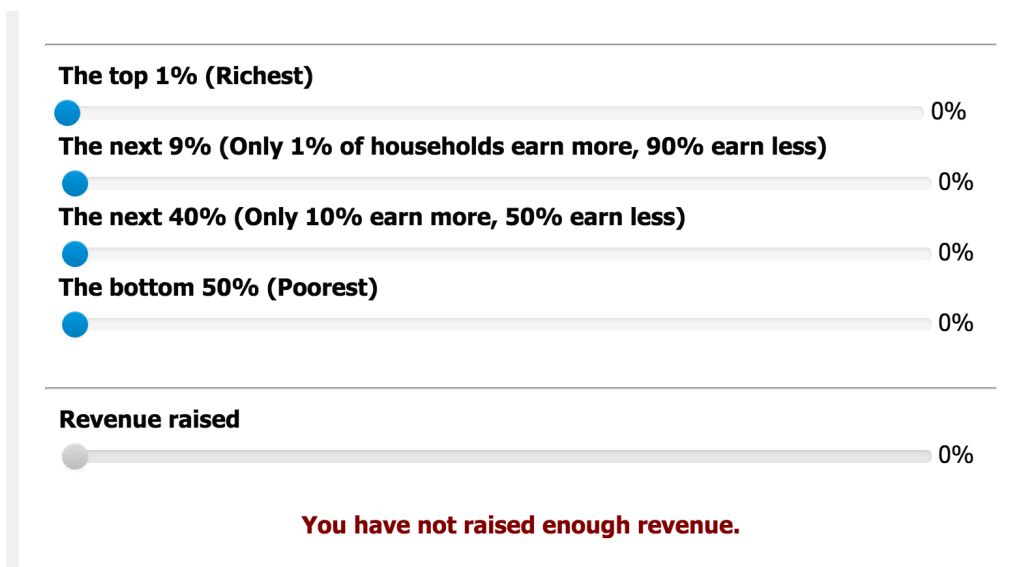 The top 1% (Richest)
0%
The next 9% (Only 1% of households earn more, 90% earn less)
0%
The next 40% (Only 10% earn more, 50% earn less)
0%
The bottom 50% (Poorest)
0%
Revenue raised
0%
You have not raised enough revenue.